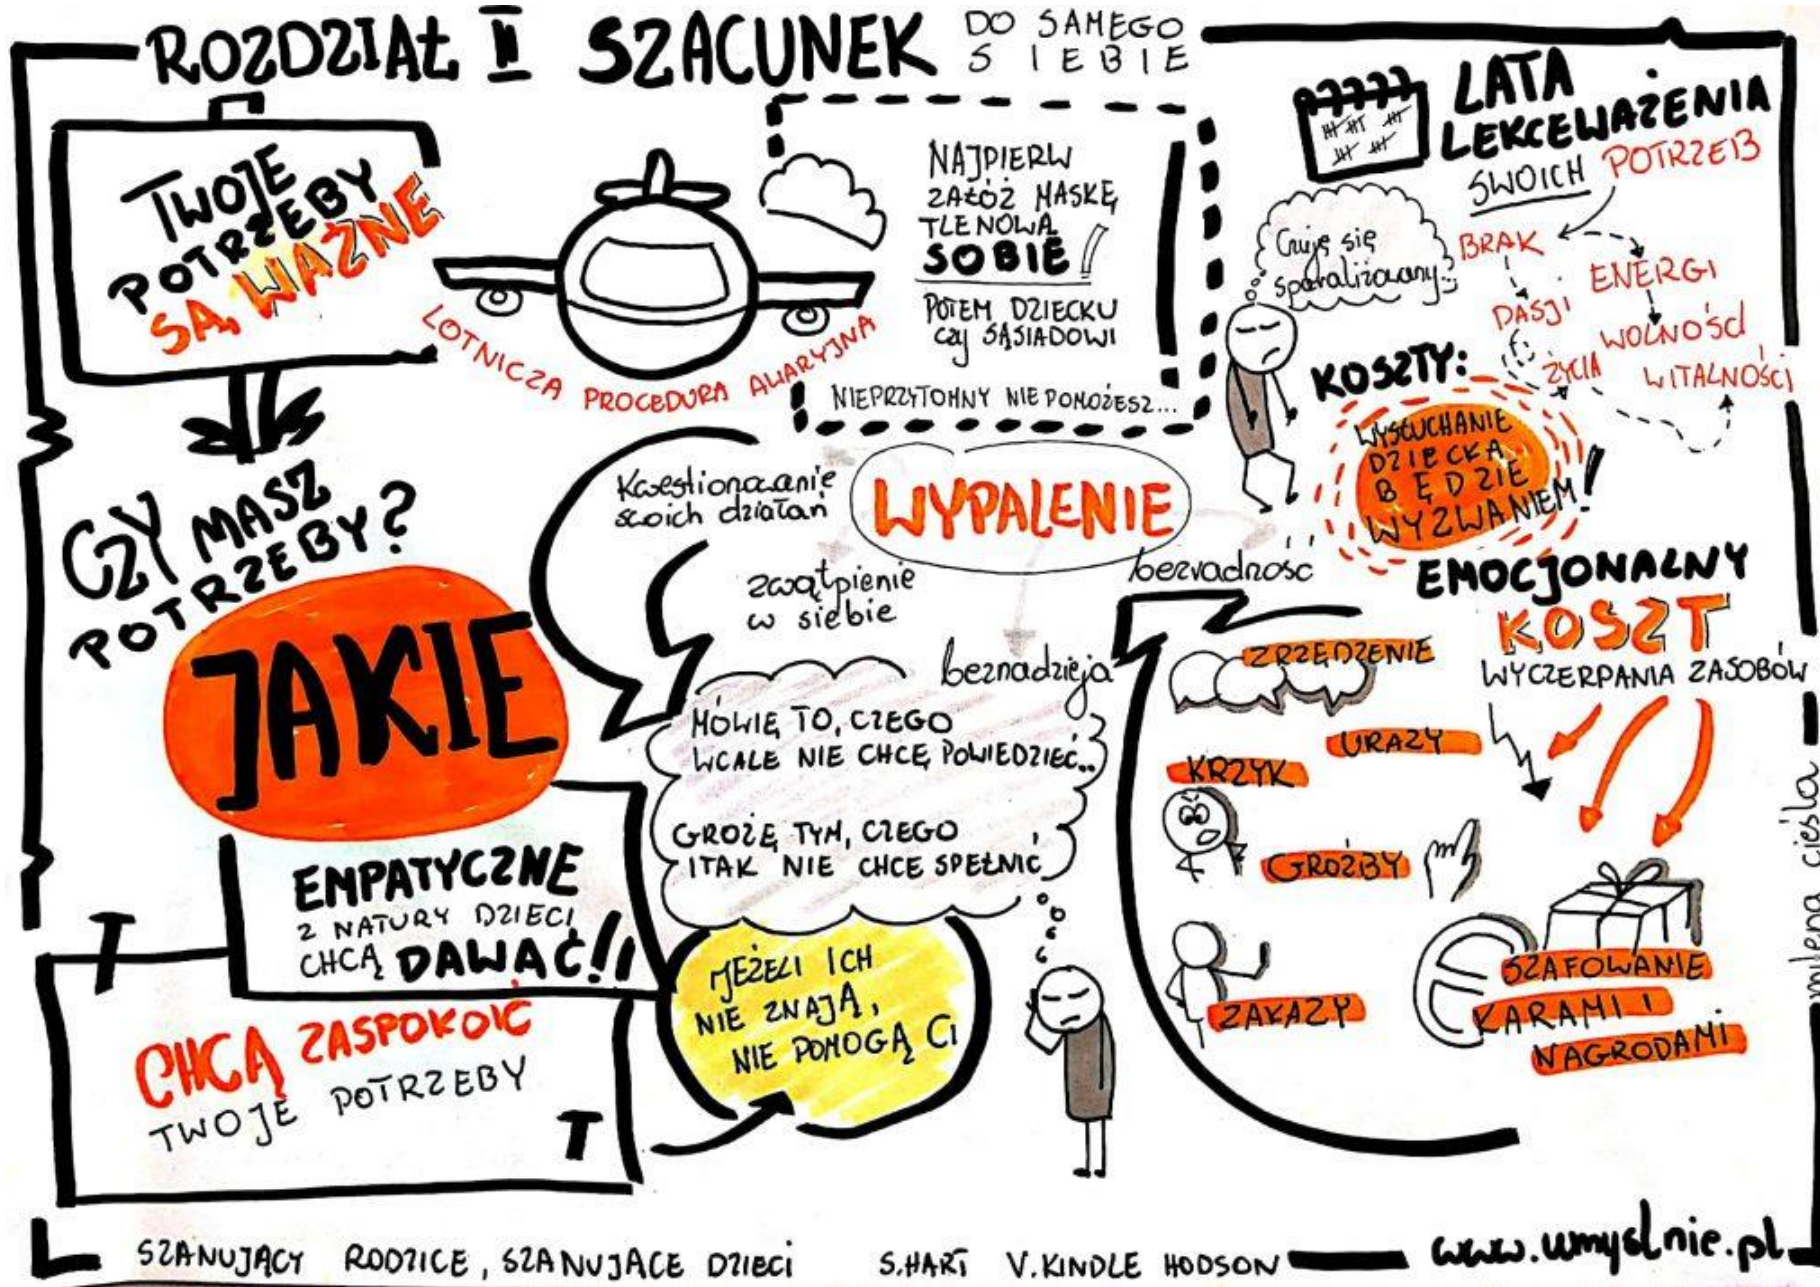 ROZDZIAŁ II SZACUNEK DO SAMEGO
SIEBIE
TWOJE
POTRZEBY
SĄ WAŻNE
LOTNICZA PROCEDURA AWARYJNA
NAJPIERW
ZAŁÓŻ MASKĘ
TLENOWĄ
SOBIE!
POTEM DZIECKU
czy SĄSIADOWI
NIEPRZYTOMNY NIE POMOŻESZ...
LATA
LEKCEWAŻENIA
SWOICH POTRZEB
Czuję się
sparaliżowany...
BRAK
ENERGI
PASJI
WOLNOŚCI
ŻYCIA
WITALNOŚCI
KOSZTY:
WYSŁUCHANIE
DZIECKA
BĘDZIE
WYZWANIEM!
CZY MASZ
POTRZEBY?
JAKIE
EMPATYCZNE
Z NATURY DZIECI
CHCĄ DAWAĆ!!
CHCĄ ZASPOKOIĆ
TWOJE POTRZEBY
JEŻELI ICH
NIE ZNAJĄ,
NIE POMOGĄ CI
WYPALENIE
Kwestionowanie
swoich działań
zwątpienie
w siebie
beznadzieja
bezradność
MÓWIĘ TO, CZEGO
WCALE NIE CHCĘ POWIEDZIEĆ...
GROŻĘ TYM, CZEGO
ITAK NIE CHCE SPEŁNIĆ
EMOCJONALNY
KOSZT
WYCZERPANIA ZASOBÓW
ZRZĘDZENIE
URAZY
KRZYK
GROŹBY
ZAKAZY
SZAFOWANIE
KARAMI I
NAGRODAMI
milena cieśla
SZANUJĄCY RODZICE, SZANUJĄCE DZIECI S.HART V.KINDLE HODSON
www.umyslnie.pl